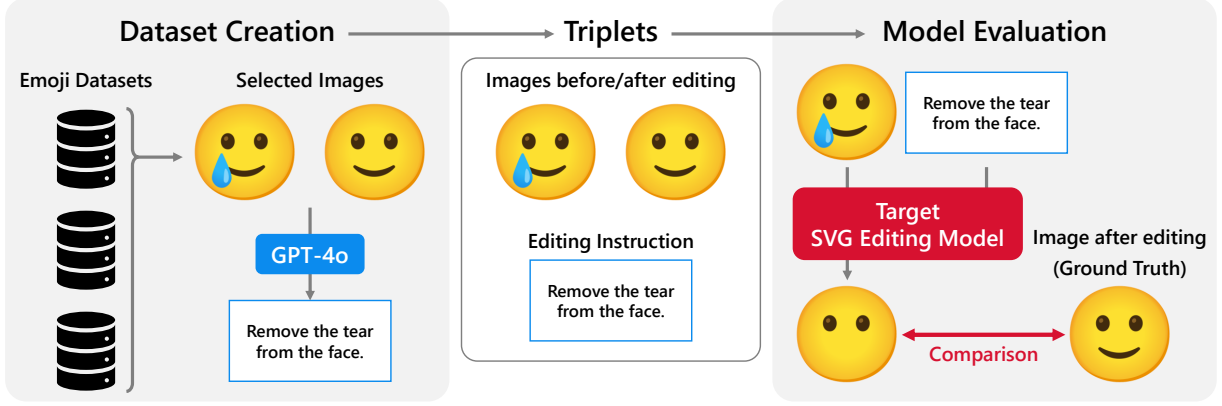 Dataset Creation
Triplets
Model Evaluation
Emoji Datasets
Selected Images
GPT-4o
Remove the tear
from the face.
Images before/after editing
Editing Instruction
Remove the tear
from the face.
Remove the tear
from the face.
Target
SVG Editing Model
Image after editing
(Ground Truth)
Comparison